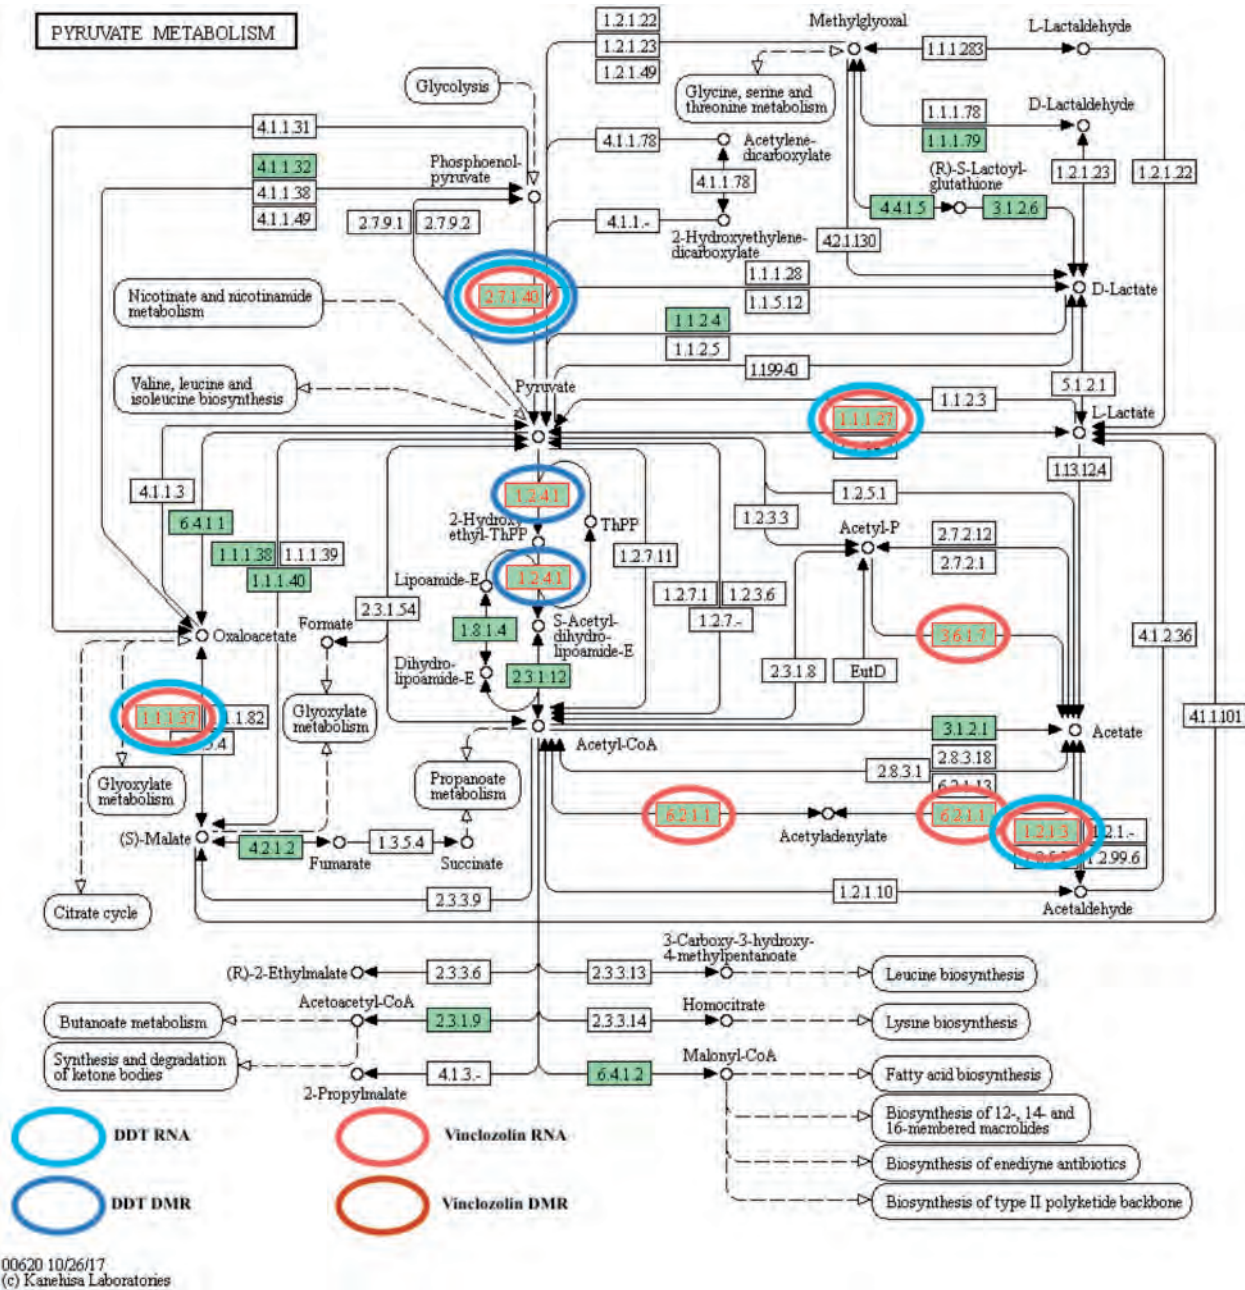 PYRUVATE METABOLISM
1.2.1.22
1.2.1.23
1.2.1.49
Methylglyoxal
1.1.1.283
L-Lactaldehyde
Glycolysis
Glycine, serine and
threonine metabolism
1.1.1.78
1.1.1.79
D-Lactaldehyde
4.1.1.31
4.1.1.32
4.1.1.38
4.1.1.49
Phosphoenol-
pyruvate
4.1.1.78
Acetylene-
dicarboxylate
4.1.1.78
(R)-S-Lactoyl-
glutathione
1.2.1.23
1.2.1.22
4.4.1.5
3.1.2.6
2.7.9.1
2.7.9.2
4.1.1.-
2-Hydroxyethylene-
dicarboxylate
4.2.1.130
1.1.1.28
1.1.5.12
D-Lactate
Nicotinate and nicotinamide
metabolism
2.7.1.40
1.1.2.4
1.1.2.5
1.1.99.40
Valine, leucine and
isoleucine biosynthesis
Pyruvate
5.1.2.1
1.1.2.3
L-Lactate
1.1.1.27
1.13.12.4
4.1.1.3
6.4.1.1
1.2.4.1
1.2.5.1
2-Hydroxy-
ethyl-ThPP
ThPP
1.2.3.3
Acetyl-P
2.7.2.12
2.7.2.1
1.1.1.38
1.1.1.39
1.1.1.40
1.2.7.11
Lipoamide-E
1.2.4.1
1.2.7.1
1.2.3.6
1.2.7.-
2.3.1.54
Oxaloacetate
Formate
1.8.1.4
S-Acetyl-
dihydro-
lipoamide-E
3.6.1.7
4.1.2.36
Dihydro-
lipoamide-E
2.3.1.12
2.3.1.8
EutD
1.1.1.37
1.1.1.82
5.4
Glyoxylate
metabolism
4.1.1.101
Acetyl-CoA
3.1.2.1
Acetate
2.8.3.18
2.8.3.1
6.2.1.13
Glyoxylate
metabolism
Propanoate
metabolism
6.2.1.1
Acetyladenylate
6.2.1.1
1.2.1.3
1.2.1.-
1.2.99.6
(S)-Malate
4.2.1.2
Fumarate
1.3.5.4
Succinate
2.3.3.9
1.2.1.10
Acetaldehyde
Citrate cycle
(R)-2-Ethylmalate
2.3.3.6
2.3.3.13
3-Carboxy-3-hydroxy-
4-methylpentanoate
Leucine biosynthesis
Butanoate metabolism
Acetoacetyl-CoA
2.3.1.9
2.3.3.14
Homocitrate
Lysine biosynthesis
Synthesis and degradation
of ketone bodies
2-Propylmalate
4.1.3.-
6.4.1.2
Malonyl-CoA
Fatty acid biosynthesis
Biosynthesis of 12-, 14- and
16-membered macrolides
Biosynthesis of enediyne antibiotics
Biosynthesis of type II polyketide backbone
DDT RNA
Vinclozolin RNA
DDT DMR
Vinclozolin DMR
00620 10/26/17
(c) Kanehisa Laboratories